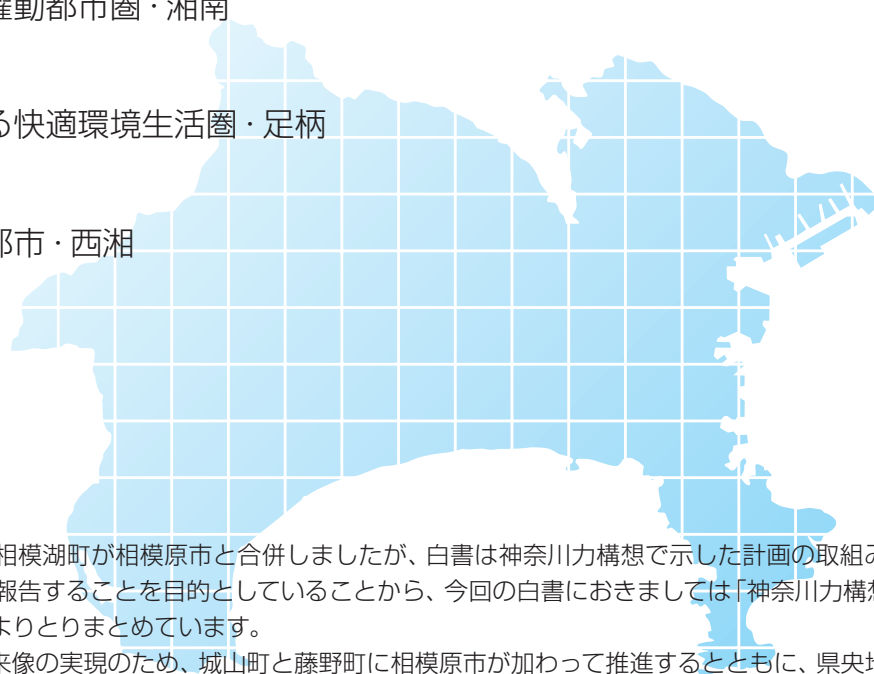 躍動都市圏・湘南
る快適環境生活圏・足柄
都市・西湘
相模湖町が相模原市と合併しましたが、白書は神奈川力構想で示した計画の取組み
報告することを目的としていることから、今回の白書におきましては「神奈川力構想
よりとりまとめています。
来像の実現のため、城山町と藤野町に相模原市が加わって推進するとともに、県央地